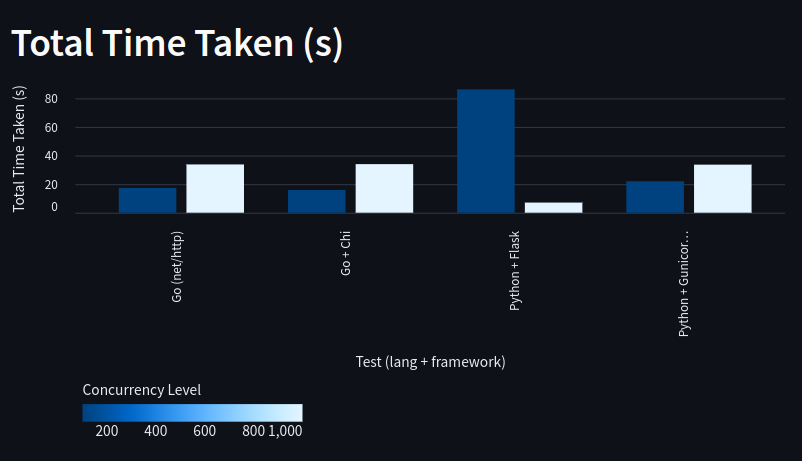 Total Time Taken (s)
Total Time Taken (s)
80
60
40
20
0
Go (net/http)
Go + Chi
Python + Flask
Python + Gunicor…
Test (lang + framework)
Concurrency Level
200 400 600 800 1,000